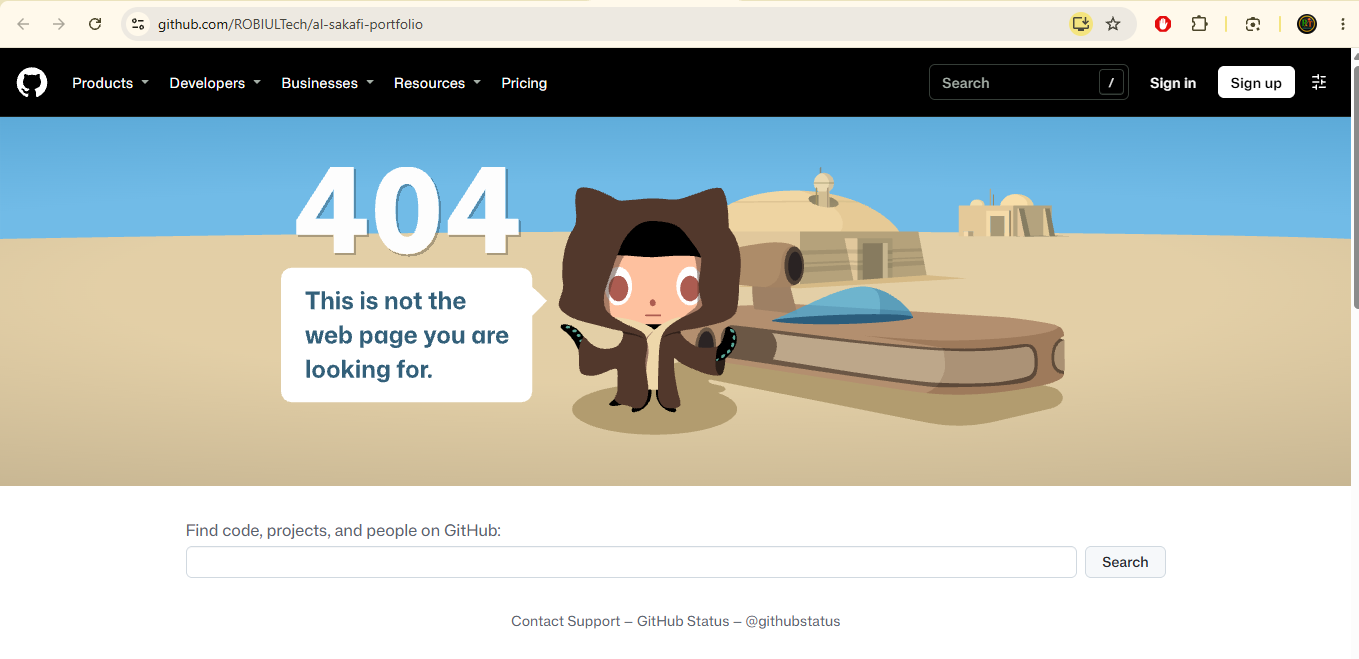 github.com/ROBIULTech/al-sakafi-portfolio
Products Developers Businesses Resources Pricing Search / Sign in Sign up
404
This is not the
web page you are
looking for.
Find code, projects, and people on GitHub:
Search
Contact Support – GitHub Status – @githubstatus